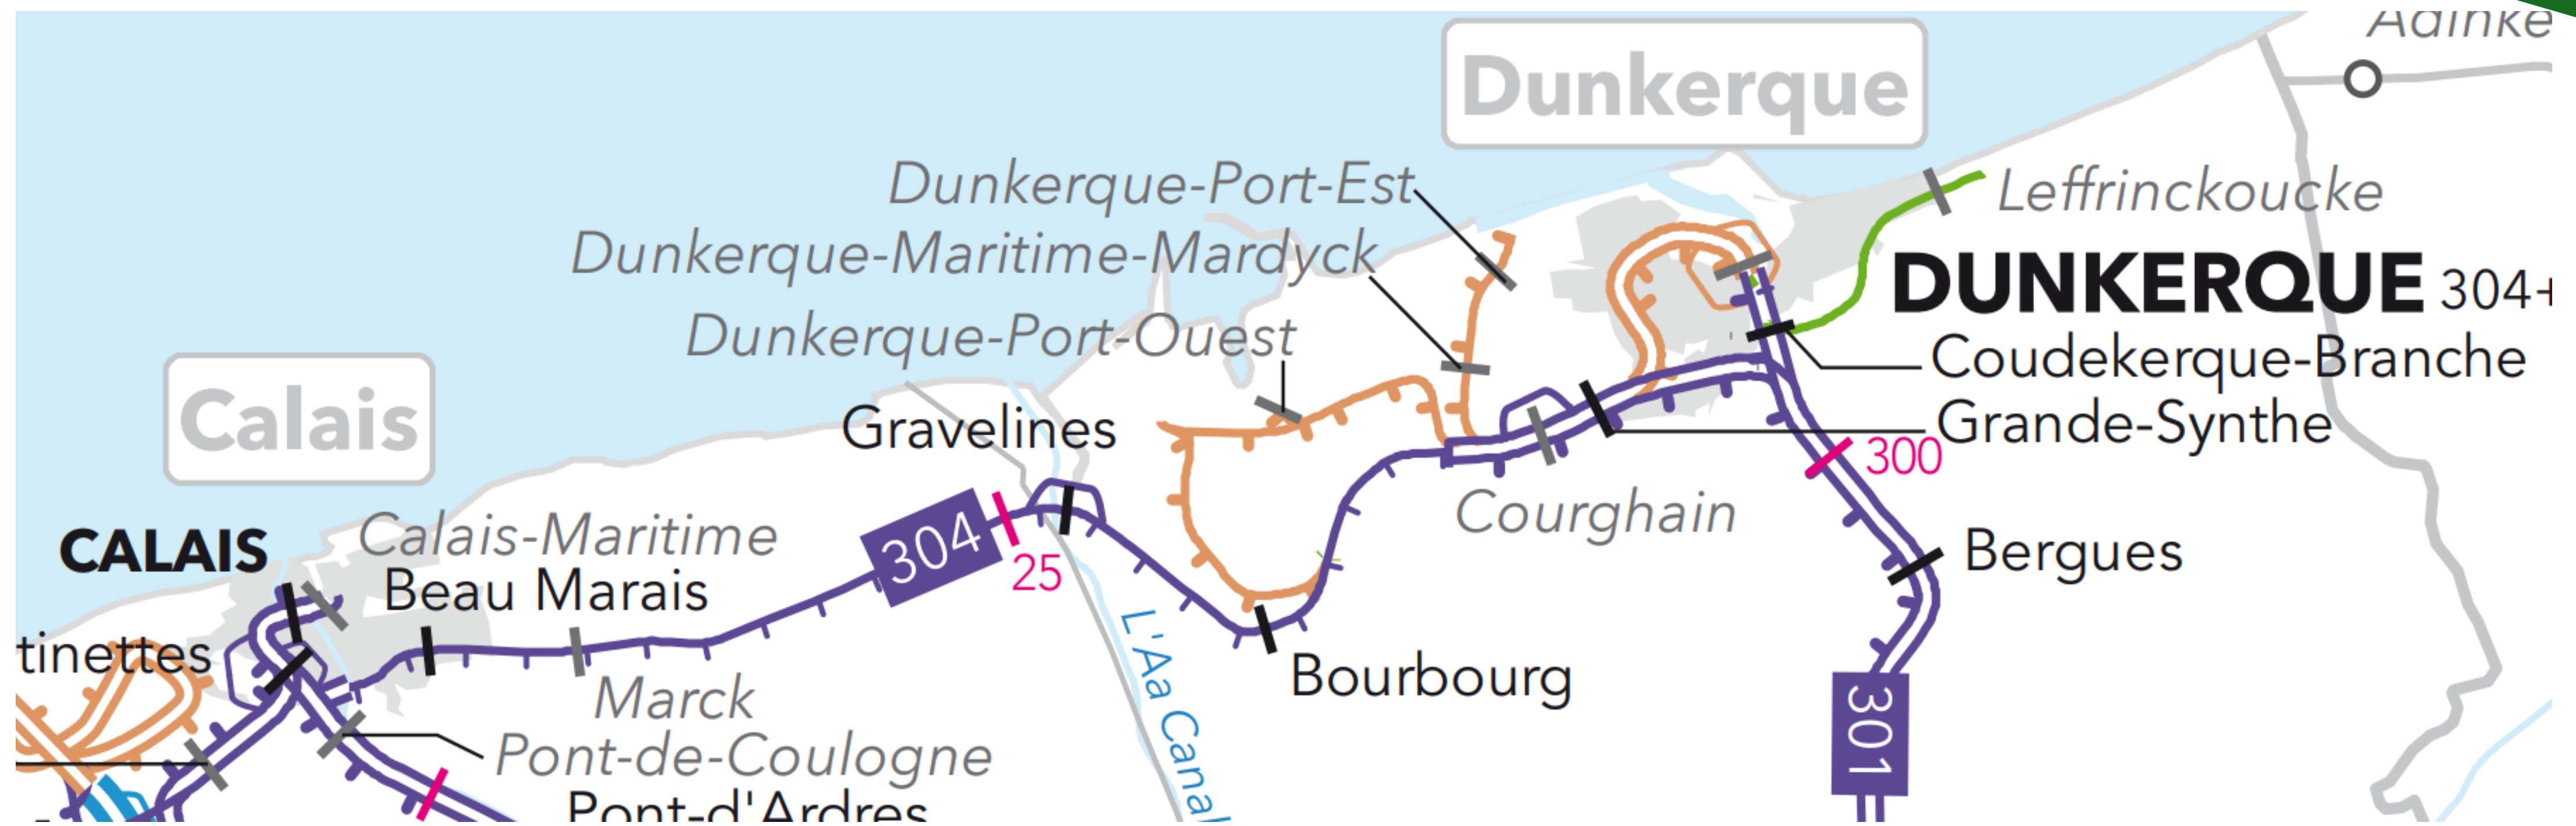 Adinke
Dunkerque
Dunkerque-Port-Est
Leffrinckoucke
Dunkerque-Maritime-Mardyck
DUNKERQUE 304+
Dunkerque-Port-Ouest
Coudekerque-Branche
Calais
Gravelines
Grande-Synthe
300
Courghain
304
25
CALAIS
Calais-Maritime
Beau Marais
Bergues
tinettes
Bourbourg
L'Aa Canal
Marck
301
Pont-de-Coulogne
Pont-d'Ardres